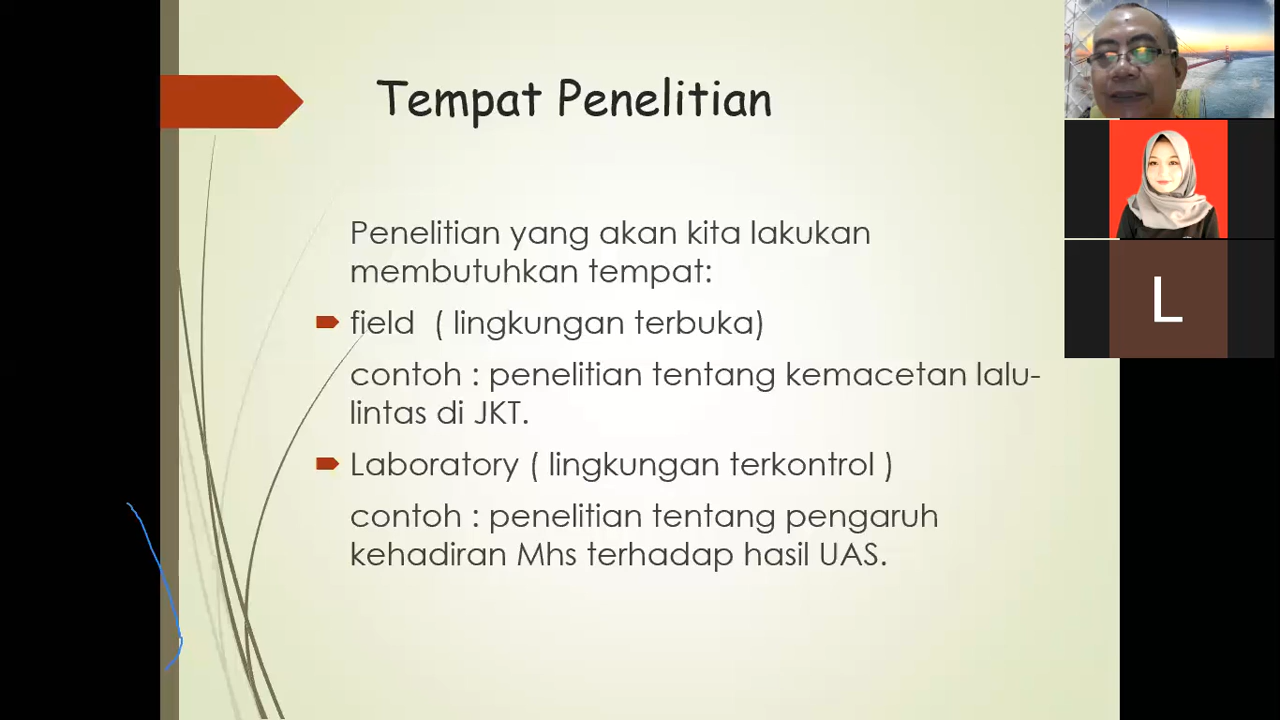 Tempat Penelitian
Penelitian yang akan kita lakukan
membutuhkan tempat:
field ( lingkungan terbuka)
contoh : penelitian tentang kemacetan lalu-
lintas di JKT.
Laboratory ( lingkungan terkontrol )
contoh : penelitian tentang pengaruh
kehadiran Mhs terhadap hasil UAS.
L